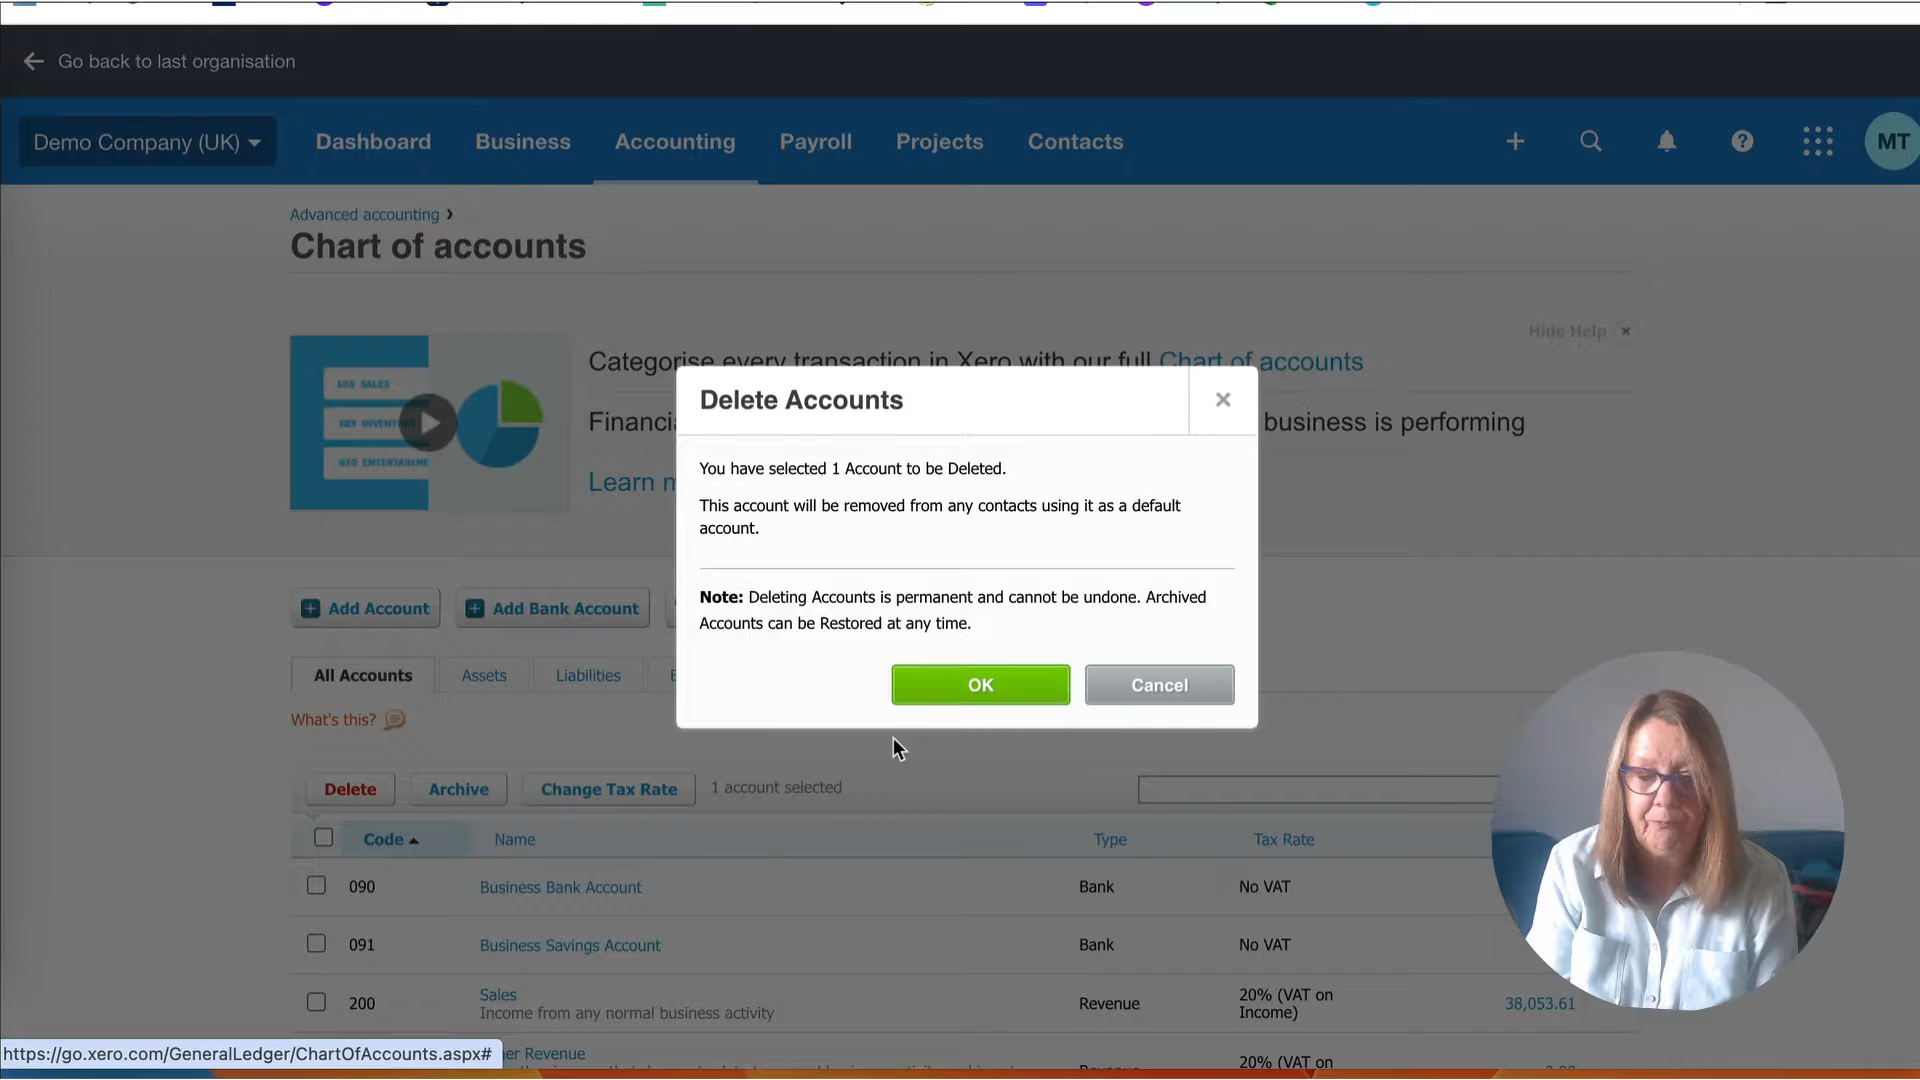 Go back to last organisation
Demo Company (UK)
Dashboard
Business
Accounting
Payroll
Projects
Contacts
MT
Advanced accounting
Chart of accounts
Hide Help
Categorise every transaction in Xero with our full Chart of accounts
Financi
business is performing
Learn m
Delete Accounts
You have selected 1 Account to be Deleted.
This account will be removed from any contacts using it as a default
account.
Note: Deleting Accounts is permanent and cannot be undone. Archived
Accounts can be Restored at any time.
OK
Cancel
Add Account
Add Bank Account
All Accounts
Assets
Liabilities
What's this?
Delete
Archive
Change Tax Rate
1 account selected
Code
Name
Type
Tax Rate
090
Business Bank Account
Bank
No VAT
091
Business Savings Account
Bank
No VAT
200
Sales
Income from any normal business activity
Revenue
20% (VAT on
Income)
38,053.61
er Revenue
20% (VAT on
https://go.xero.com/GeneralLedger/ChartOfAccounts.aspx#